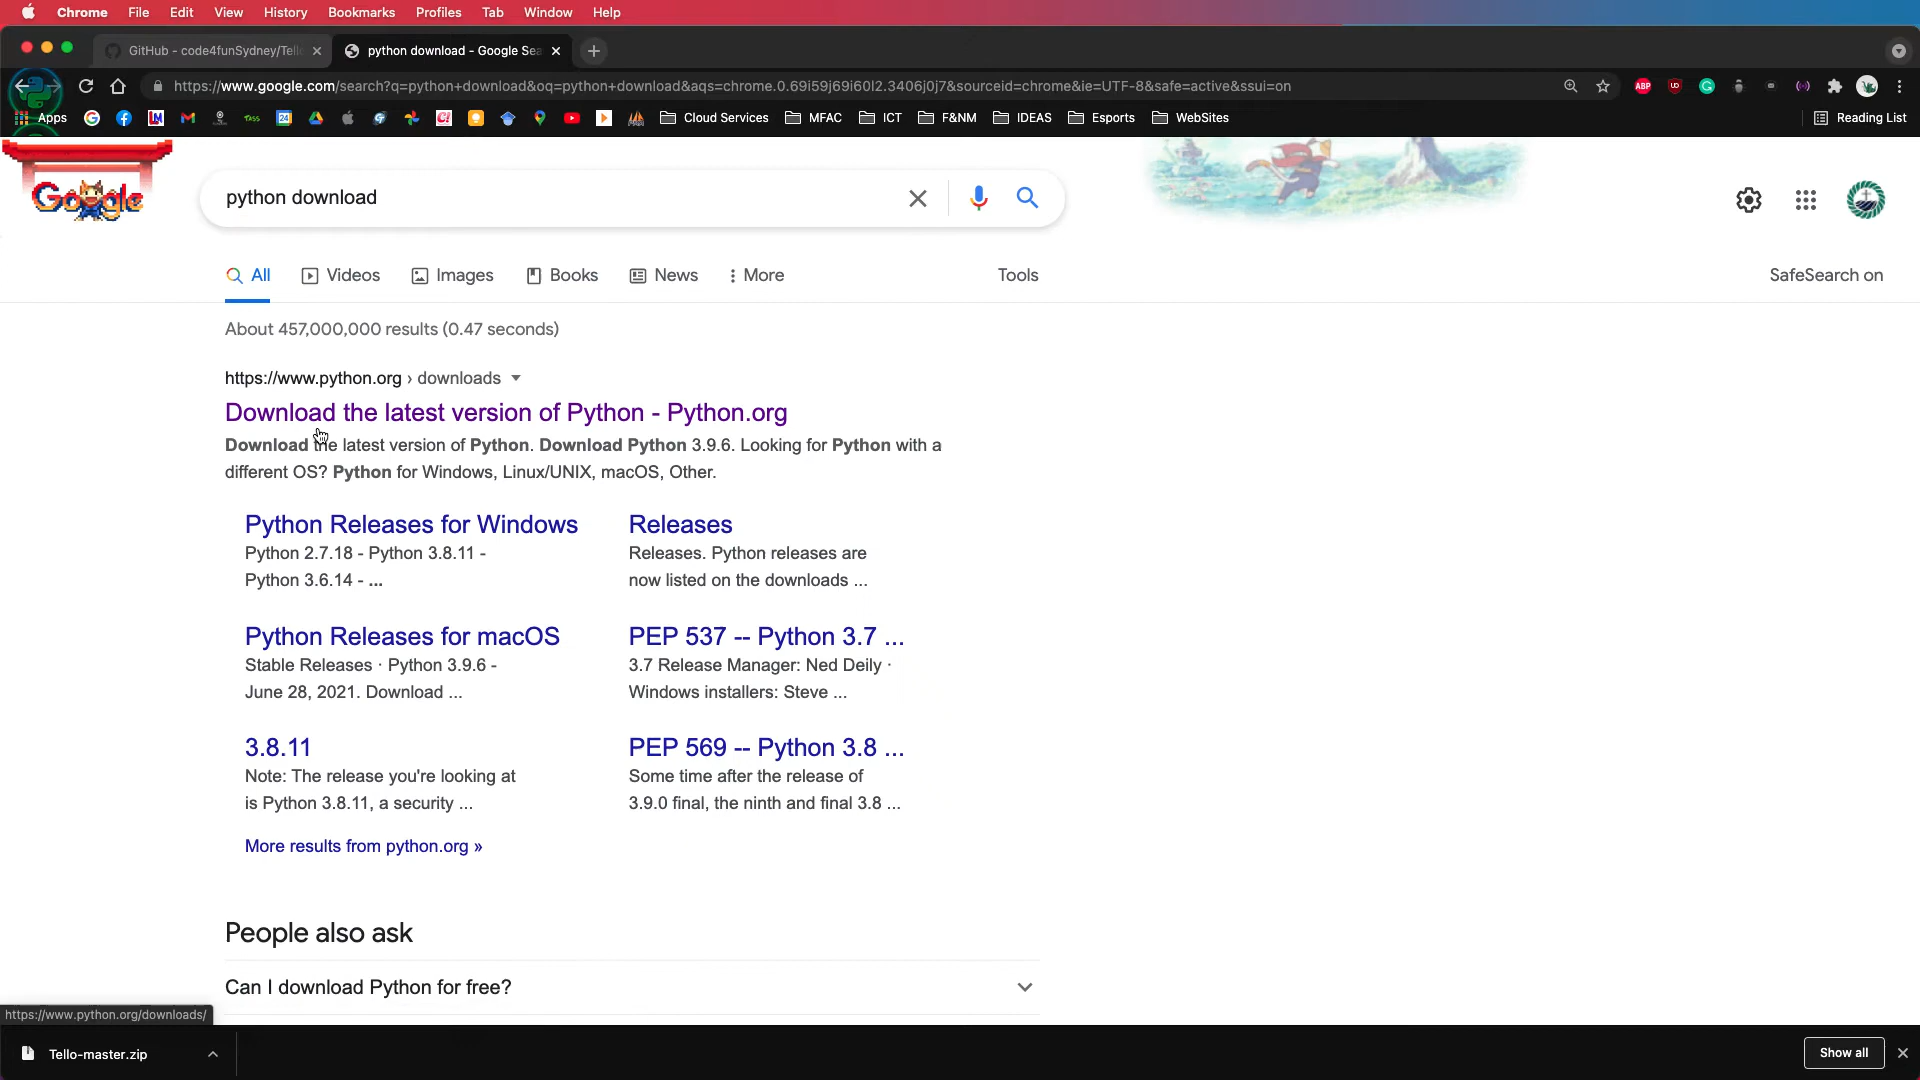 Chrome File Edit View History Bookmarks Profiles Tab Window Help
GitHub - code4funSydney/Tell
python download - Google Sea
https://www.google.com/search?q=python+download&oq=python+download&aqs=chrome.0.69i59j69i60l2.3406j0j7&sourceid=chrome&ie=UTF-8&safe=active&ssui=on
ABP
Apps
24
Cloud Services MFAC ICT F&NM IDEAS Esports WebSites Reading List
Google
python download
All Videos Images Books News More Tools SafeSearch on
About 457,000,000 results (0.47 seconds)
https://www.python.org › downloads
Download the latest version of Python - Python.org
Download the latest version of Python. Download Python 3.9.6. Looking for Python with a
different OS? Python for Windows, Linux/UNIX, macOS, Other.
Python Releases for Windows
Python 2.7.18 - Python 3.8.11 -
Python 3.6.14 - ...
Releases
Releases. Python releases are
now listed on the downloads ...
Python Releases for macOS
Stable Releases · Python 3.9.6 -
June 28, 2021. Download ...
PEP 537 -- Python 3.7 ...
3.7 Release Manager: Ned Deily ·
Windows installers: Steve ...
3.8.11
Note: The release you're looking at
is Python 3.8.11, a security ...
PEP 569 -- Python 3.8 ...
Some time after the release of
3.9.0 final, the ninth and final 3.8 ...
More results from python.org »
People also ask
Can I download Python for free?
https://www.python.org/downloads/
Tello-master.zip
Show all